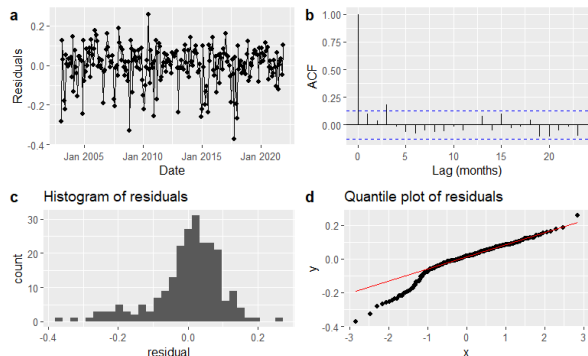 a
Residuals
0.2
0.0
-0.2
-0.4
Jan 2005 Jan 2010 Jan 2015 Jan 2020
Date
b
ACF
1.00
0.75
0.50
0.25
0.00
0 5 10 15 20
Lag (months)
c Histogram of residuals
count
30
20
10
0
-0.4 -0.2 0.0 0.2
residual
d Quantile plot of residuals
y
0.2
0.0
-0.2
-0.4
-3 -2 -1 0 1 2 3
x